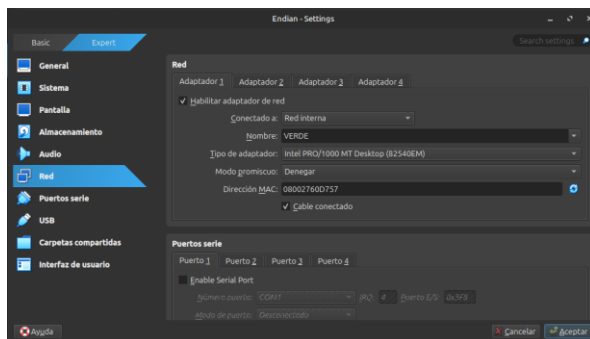 Endian - Settings
Basic Expert
Search settings
General
Sistema
Pantalla
Almacenamiento
Audio
Red
Puertos serie
USB
Carpetas compartidas
Interfaz de usuario
Red
Adaptador 1 Adaptador 2 Adaptador 3 Adaptador 4
Habilitar adaptador de red
Conectado a: Red interna
Nombre: VERDE
Tipo de adaptador: Intel PRO/1000 MT Desktop (82540EM)
Modo promiscuo: Denegar
Dirección MAC: 08002760D757
Cable conectado
Puertos serie
Puerto 1 Puerto 2 Puerto 3 Puerto 4
Enable Serial Port
Número puerto: COM1 IRQ: 4 Puerto E/S: 0x3F8
Modo de puerto: Desconectado
Ayuda
Cancelar Aceptar